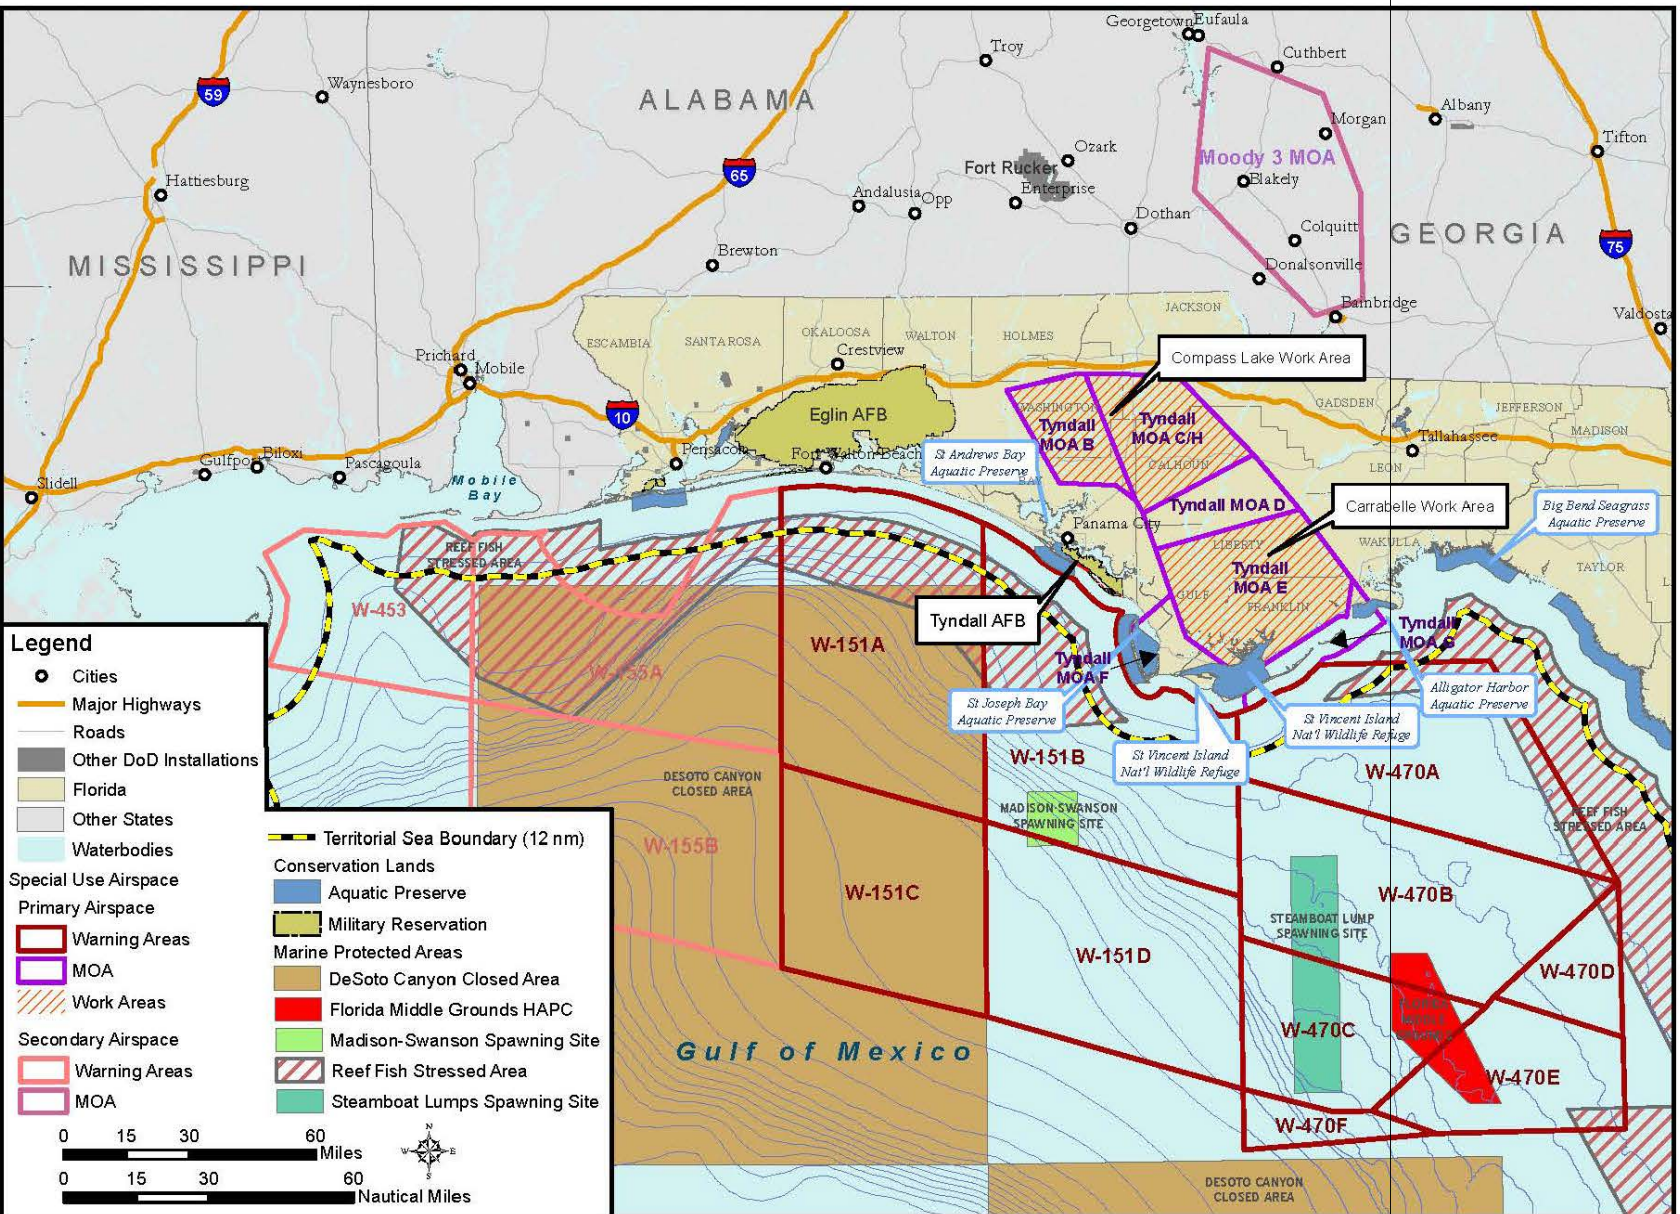 Georgetown
Eufaula
Troy
Cuthbert
59
Waynesboro
ALABAMA
Albany
Morgan
Tifton
Ozark
Moody 3 MOA
65
Fort Rucker
Hattiesburg
Blakely
Enterprise
Andalusia
Opp
Dothan
Colquitt
GEORGIA
75
Brewton
MISSISSIPPI
Donalsonville
Bainbridge
JACKSON
Valdosta
ESCAMBIA
SANTA ROSA
OKALOOSA
WALTON
HOLMES
Crestview
Prichard
Mobile
Compass Lake Work Area
10
Eglin AFB
WASHINGTON
Tyndall
MOA B
Tyndall
MOA C/H
GADSDEN
JEFFERSON
MADISON
Tallahassee
LEON
CALHOUN
Gulfport
Biloxi
Pascagoula
Pensacola
Fort Walton Beach
St Andrews Bay
Aquatic Preserve
BAY
Slidell
Mobile
Bay
Tyndall MOA D
Carrabelle Work Area
Big Bend Seagrass
Aquatic Preserve
Panama City
LIBERTY
WAKULLA
TAYLOR
REEF FISH
STRESSED AREA
Tyndall
MOA E
GULF
FRANKLIN
W-453
Tyndall AFB
Tyndall
MOA G
W-151A
W-155A
Tyndall
MOA F
St Joseph Bay
Aquatic Preserve
Alligator Harbor
Aquatic Preserve
St Vincent Island
Nat'l Wildlife Refuge
St Vincent Island
Nat'l Wildlife Refuge
W-151B
W-470A
DESOTO CANYON
CLOSED AREA
MADISON-SWANSON
SPAWNING SITE
REEF FISH
STRESSED AREA
W-155B
W-151C
W-470B
STEAMBOAT LUMP
SPAWNING SITE
W-151D
W-470D
W-470C
Gulf of Mexico
W-470E
W-470F
DESOTO CANYON
CLOSED AREA
Legend
Cities
Major Highways
Roads
Other DoD Installations
Florida
Other States
Waterbodies
Special Use Airspace
Primary Airspace
Warning Areas
MOA
Work Areas
Secondary Airspace
Warning Areas
MOA
Territorial Sea Boundary (12 nm)
Conservation Lands
Aquatic Preserve
Military Reservation
Marine Protected Areas
DeSoto Canyon Closed Area
Florida Middle Grounds HAPC
Madison-Swanson Spawning Site
Reef Fish Stressed Area
Steamboat Lumps Spawning Site
0 15 30 60
Miles
0 15 30 60
Nautical Miles
N
W E
S